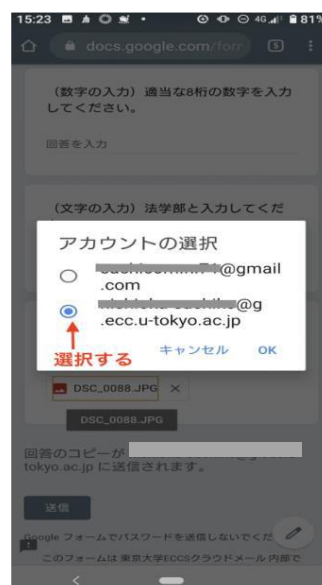 15:23 4G 81%
docs.google.com/forr 5
(数字の入力) 適当な8桁の数字を入力
してください。
回答を入力
(文字の入力) 法学部と入力してくだ
アカウントの選択
@gmail
.com
@g
.ecc.u-tokyo.ac.jp
選択する
キャンセル OK
DSC_0088.JPG ×
DSC_0088.JPG
回答のコピーが
tokyo.ac.jp に送信されます。
送信
Google フォームでパスワードを送信しないでくだ
このフォームは 東京大学ECCSクラウドメール 内部で